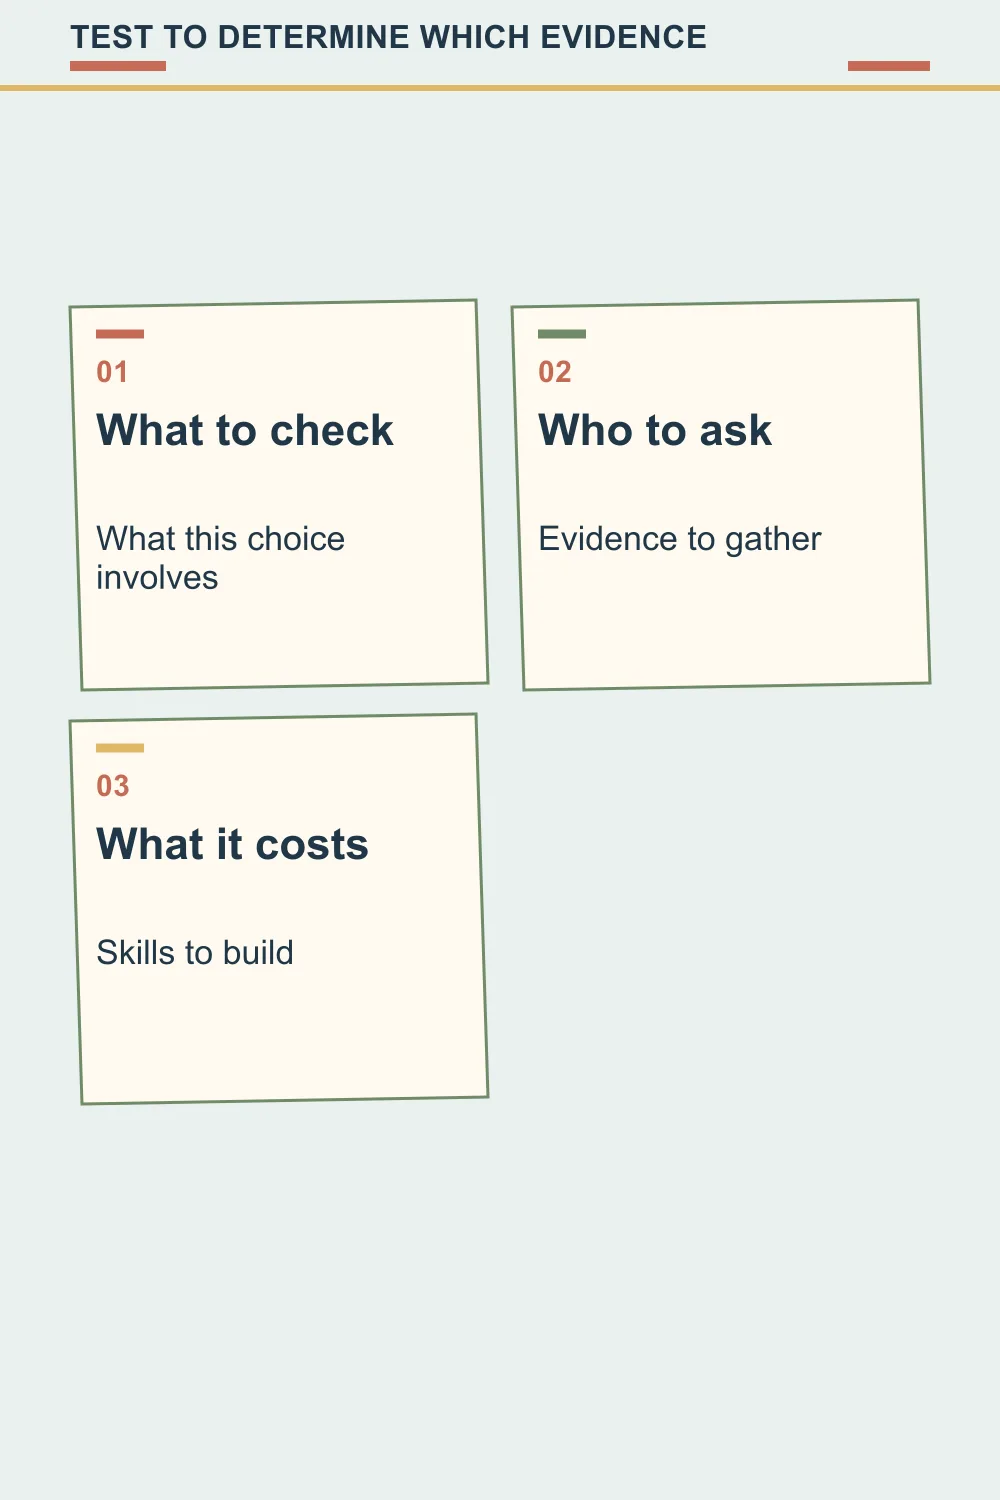 TEST TO DETERMINE WHICH EVIDENCE
01
What to check
What this choice
involves
02
Who to ask
Evidence to gather
03
What it costs
Skills to build